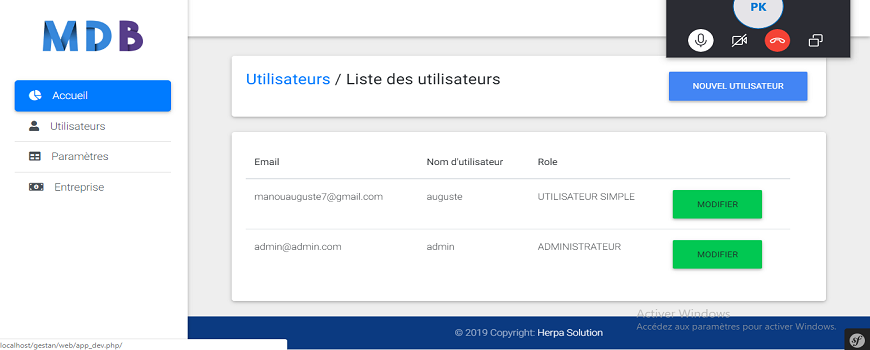 MDB
PK
Accueil
Utilisateurs
Paramètres
Entreprise
Utilisateurs / Liste des utilisateurs
NOUVEL UTILISATEUR
Email Nom d'utilisateur Role
manouauguste7@gmail.com auguste UTILISATEUR SIMPLE MODIFIER
admin@admin.com admin ADMINISTRATEUR MODIFIER
© 2019 Copyright: Herpa Solution
Activer Windows
Accédez aux paramètres pour activer Windows.
localhost/gestan/web/app_dev.php/
sf